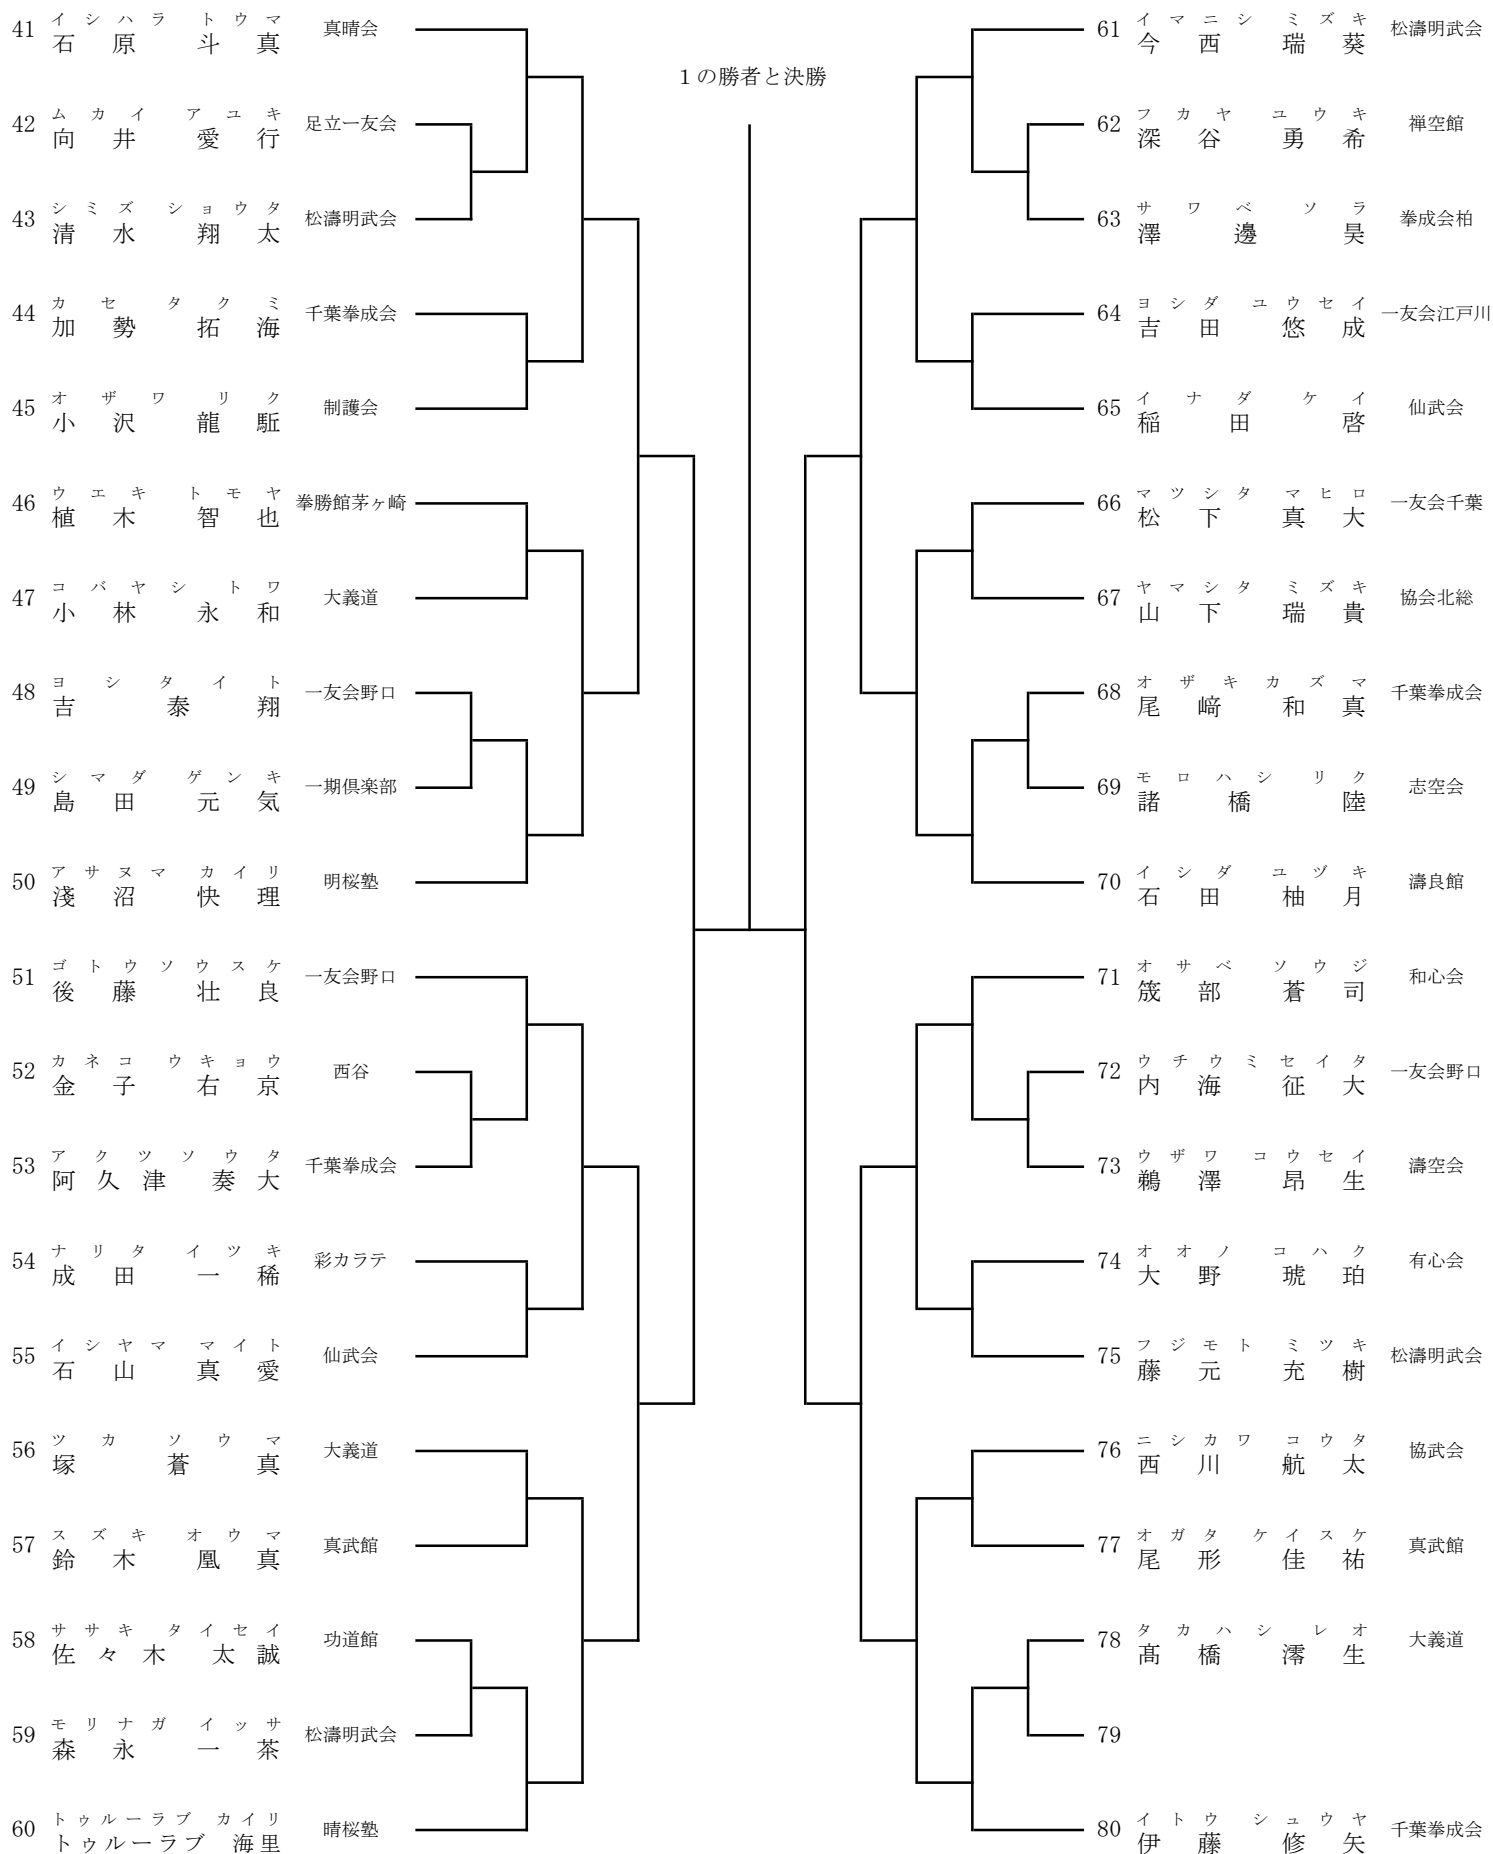 イシハラ トウマ
41 石原 斗真 真晴会
ムカイ アユキ
42 向井 愛行 足立一友会
シミズ ショウタ
43 清水 翔太 松濤明武会
カセ タクミ
44 加勢 拓海 千葉拳成会
オザワ リク
45 小沢 龍駈 制護会
ウエキ トモヤ
46 植木 智也 拳勝館茅ヶ崎
コバヤシ トワ
47 小林 永和 大義道
ヨシ タイト
48 吉 泰翔 一友会野口
シマダ ゲンキ
49 島田 元気 一期倶楽部
アサヌマ カイリ
50 淺沼 快理 明桜塾
ゴトウ ソウスケ
51 後藤 壮良 一友会野口
カネコ ウキョウ
52 金子 右京 西谷
アクツ ソウタ
53 阿久津 奏大 千葉拳成会
ナリタ イツキ
54 成田 一稀 彩カラテ
イシヤマ マイト
55 石山 真愛 仙武会
ツカ ソウマ
56 塚 蒼真 大義道
スズキ オウマ
57 鈴木 凰真 真武館
ササキ タイセイ
58 佐々木 太誠 功道館
モリナガ イッサ
59 森永 一茶 松濤明武会
トゥルーラブ カイリ
60 トゥルーラブ 海里 晴桜塾
1の勝者と決勝
イマニシ ミズキ
61 今西 瑞葵 松濤明武会
フカヤ ユウキ
62 深谷 勇希 禅空館
サワベ ソラ
63 澤邊 昊 拳成会柏
ヨシダ ユウセイ
64 吉田 悠成 一友会江戸川
イナダ ケイ
65 稲田 啓 仙武会
マツシタ マヒロ
66 松下 真大 一友会千葉
ヤマシタ ミズキ
67 山下 瑞貴 協会北総
オザキ カズマ
68 尾﨑 和真 千葉拳成会
モロハシ リク
69 諸橋 陸 志空会
イシダ ユヅキ
70 石田 柚月 濤良館
オサベ ソウジ
71 筬部 蒼司 和心会
ウチウミ セイタ
72 内海 征大 一友会野口
ウザワ コウセイ
73 鵜澤 昂生 濤空会
オオノ コハク
74 大野 琥珀 有心会
フジモト ミツキ
75 藤元 充樹 松濤明武会
ニシカワ コウタ
76 西川 航太 協武会
オガタ ケイスケ
77 尾形 佳祐 真武館
タカハシ レオ
78 髙橋 澪生 大義道
79
イトウ シュウヤ
80 伊藤 修矢 千葉拳成会